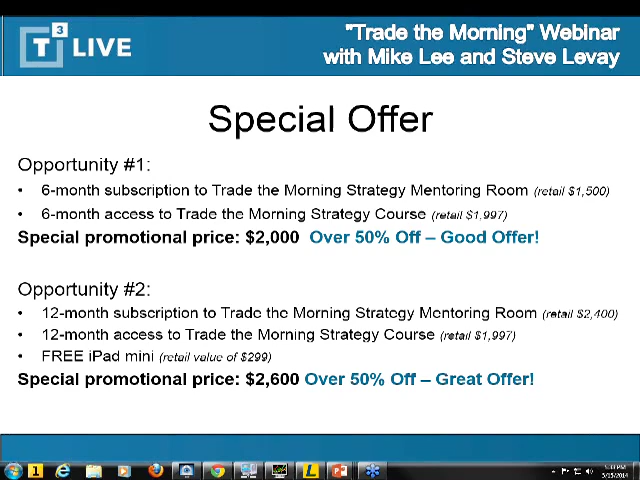 T3 LIVE
"Trade the Morning" Webinar
with Mike Lee and Steve Levay
Special Offer
Opportunity #1:
• 6-month subscription to Trade the Morning Strategy Mentoring Room (retail $1,500)
• 6-month access to Trade the Morning Strategy Course (retail $1,997)
Special promotional price: $2,000 Over 50% Off – Good Offer!
Opportunity #2:
• 12-month subscription to Trade the Morning Strategy Mentoring Room (retail $2,400)
• 12-month access to Trade the Morning Strategy Course (retail $1,997)
• FREE iPad mini (retail value of $299)
Special promotional price: $2,600 Over 50% Off – Great Offer!
1
L
5/15/2014